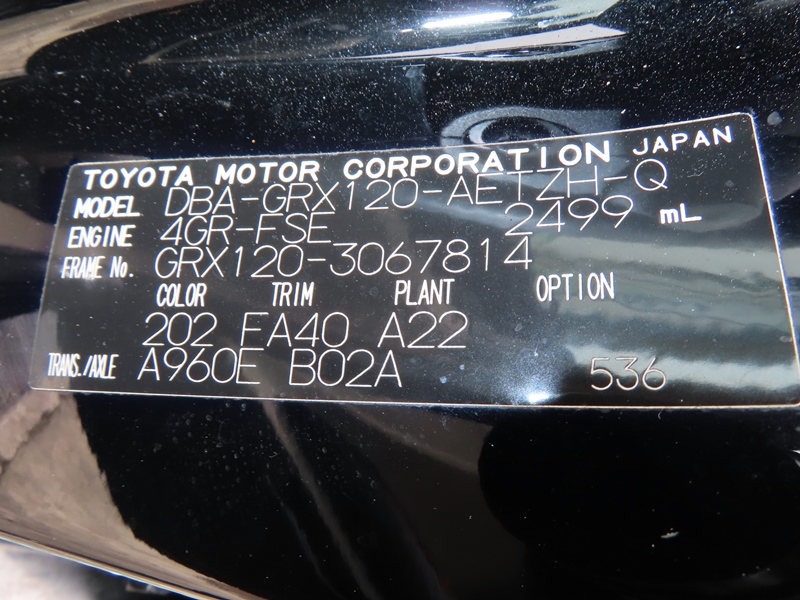 TOYOTA MOTOR CORPORATION JAPAN
MODEL DBA-GRX120-AETZH-Q
ENGINE 4GR-FSE 2499 mL
FRAME No. GRX120-3067814
COLOR TRIM PLANT OPTION
202 FA40 A22
TRANS./AXLE A960E B02A 536